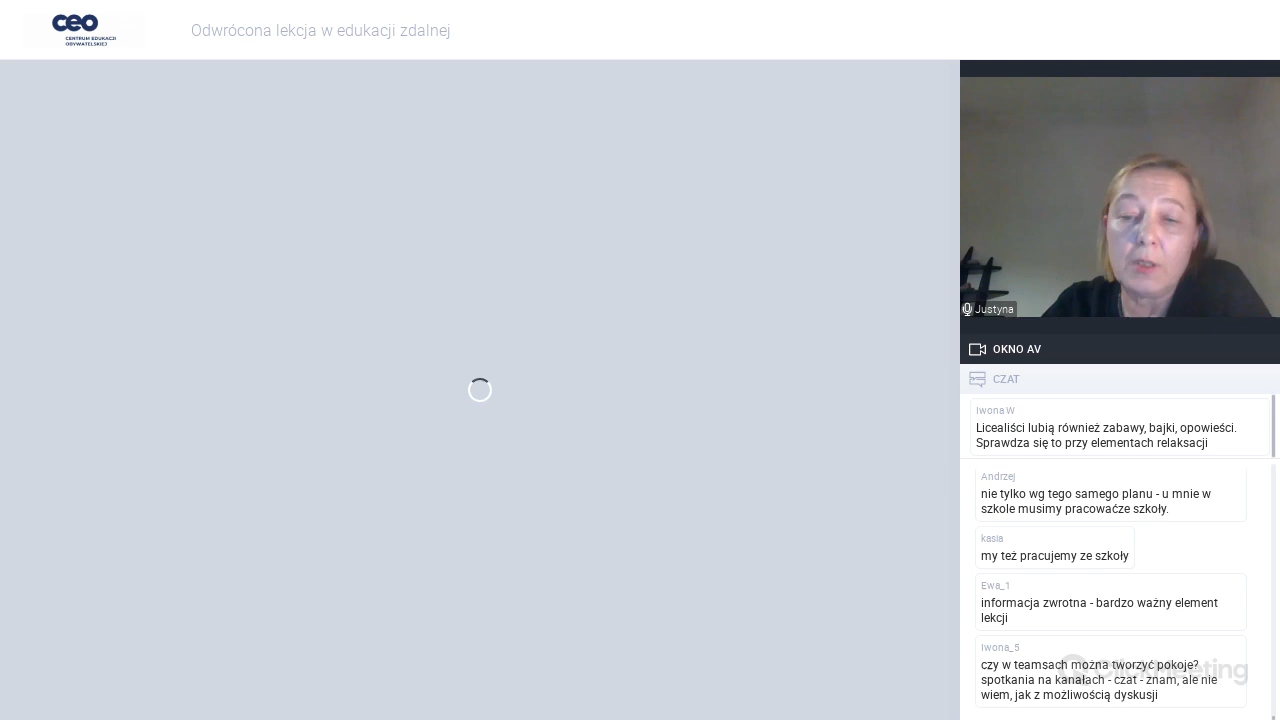 ceo
CENTRUM EDUKACJI
OBYWATELSKIEJ
Odwrócona lekcja w edukacji zdalnej
Justyna
OKNO AV
CZAT
Iwona W
Licealiści lubią również zabawy, bajki, opowieści.
Sprawdza się to przy elementach relaksacji
Andrzej
nie tylko wg tego samego planu - u mnie w
szkole musimy pracowaćze szkoły.
kasia
my też pracujemy ze szkoły
Ewa_1
informacja zwrotna - bardzo ważny element
lekcji
Iwona_5
czy w teamsach można tworzyć pokoje?
spotkania na kanałach - czat - znam, ale nie
wiem, jak z możliwością dyskusji
ClickMeeting